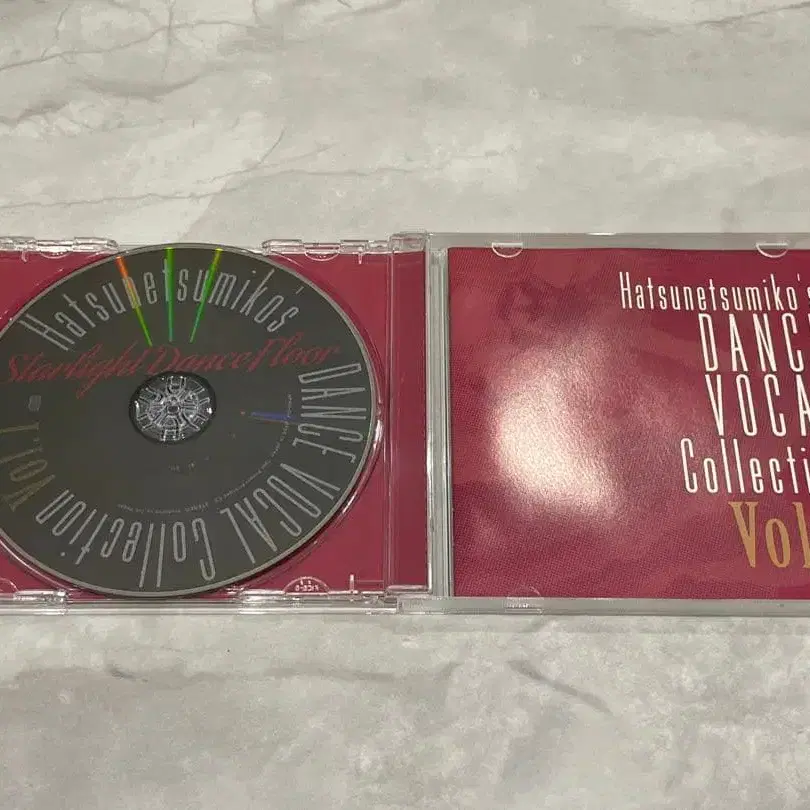 Hatsunetsumiko's
Starlight Dance Floor
DANCE VOCAL Collection Vol.1
Hatsunetsumiko's
DANC
VOCA
Collecti
Vol